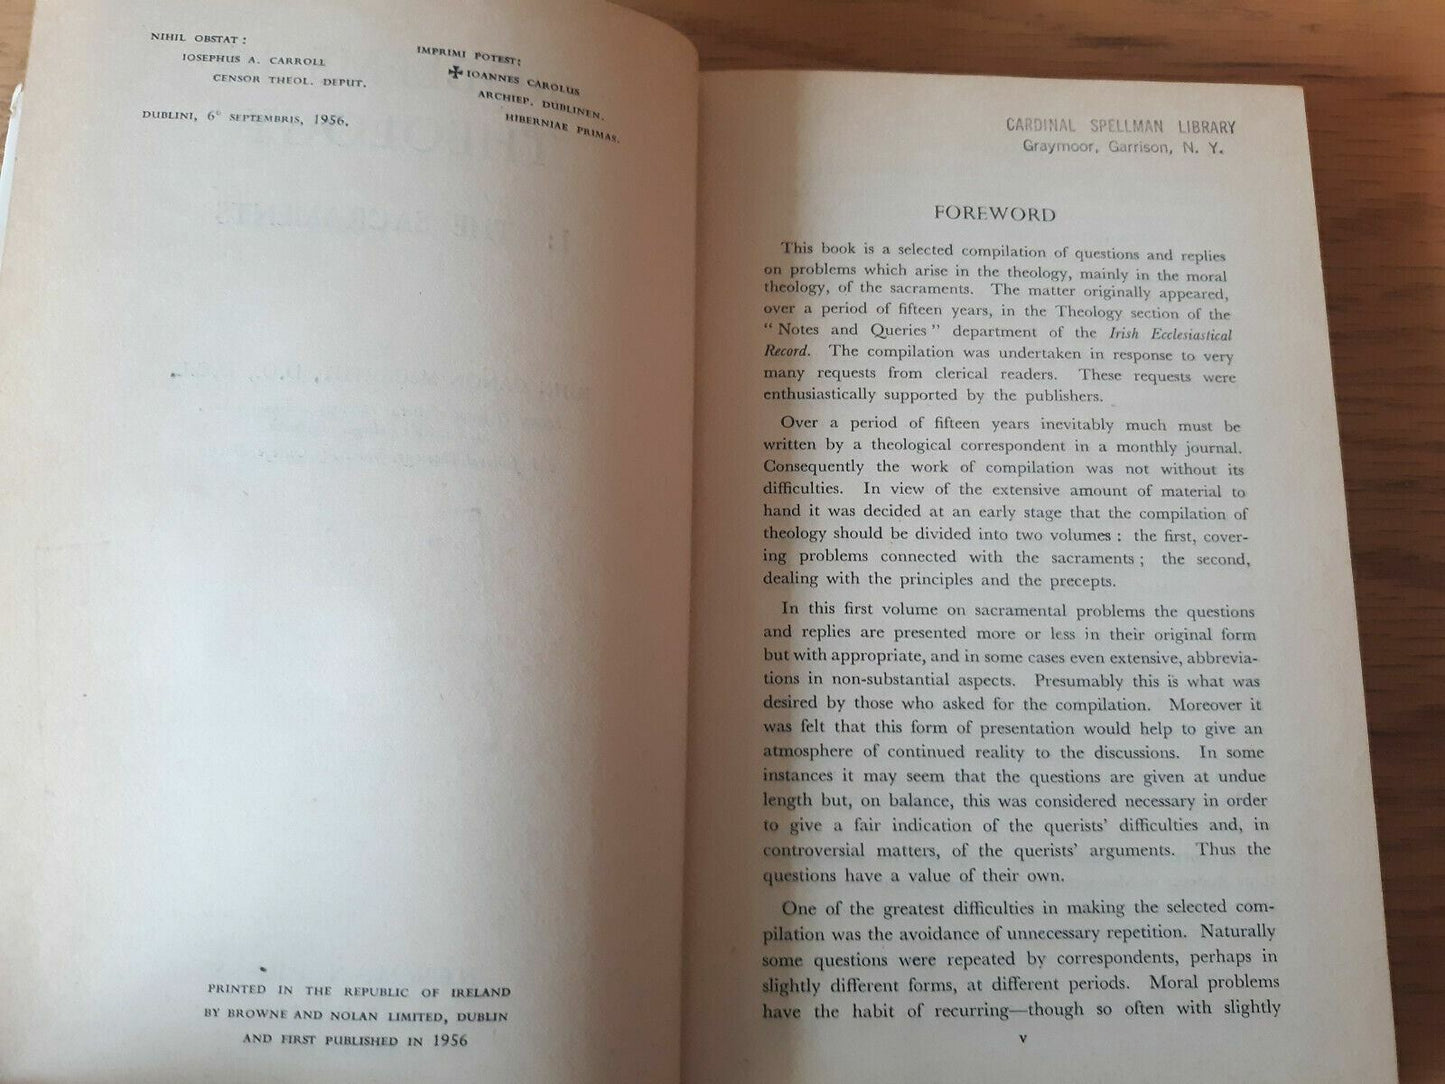 NIHIL OBSTAT :
IOSEPHUS A. CARROLL
CENSOR THEOL. DEPUT.
DUBLINI, 6° SEPTEMBRIS, 1956.
IMPRIMI POTEST:
✠ IOANNES CAROLUS
ARCHIEP. DUBLINEN.
HIBERNIAE PRIMAS.
PRINTED IN THE REPUBLIC OF IRELAND
BY BROWNE AND NOLAN LIMITED, DUBLIN
AND FIRST PUBLISHED IN 1956
CARDINAL SPELLMAN LIBRARY
Graymoor, Garrison, N. Y.
FOREWORD
This book is a selected compilation of questions and replies
on problems which arise in the theology, mainly in the moral
theology, of the sacraments. The matter originally appeared,
over a period of fifteen years, in the Theology section of the
“ Notes and Queries ” department of the Irish Ecclesiastical
Record. The compilation was undertaken in response to very
many requests from clerical readers. These requests were
enthusiastically supported by the publishers.
Over a period of fifteen years inevitably much must be
written by a theological correspondent in a monthly journal.
Consequently the work of compilation was not without its
difficulties. In view of the extensive amount of material to
hand it was decided at an early stage that the compilation of
theology should be divided into two volumes : the first, cover-
ing problems connected with the sacraments ; the second,
dealing with the principles and the precepts.
In this first volume on sacramental problems the questions
and replies are presented more or less in their original form
but with appropriate, and in some cases even extensive, abbrevia-
tions in non-substantial aspects. Presumably this is what was
desired by those who asked for the compilation. Moreover it
was felt that this form of presentation would help to give an
atmosphere of continued reality to the discussions. In some
instances it may seem that the questions are given at undue
length but, on balance, this was considered necessary in order
to give a fair indication of the querists’ difficulties and, in
controversial matters, of the querists’ arguments. Thus the
questions have a value of their own.
One of the greatest difficulties in making the selected com-
pilation was the avoidance of unnecessary repetition. Naturally
some questions were repeated by correspondents, perhaps in
slightly different forms, at different periods. Moral problems
have the habit of recurring—though so often with slightly
v